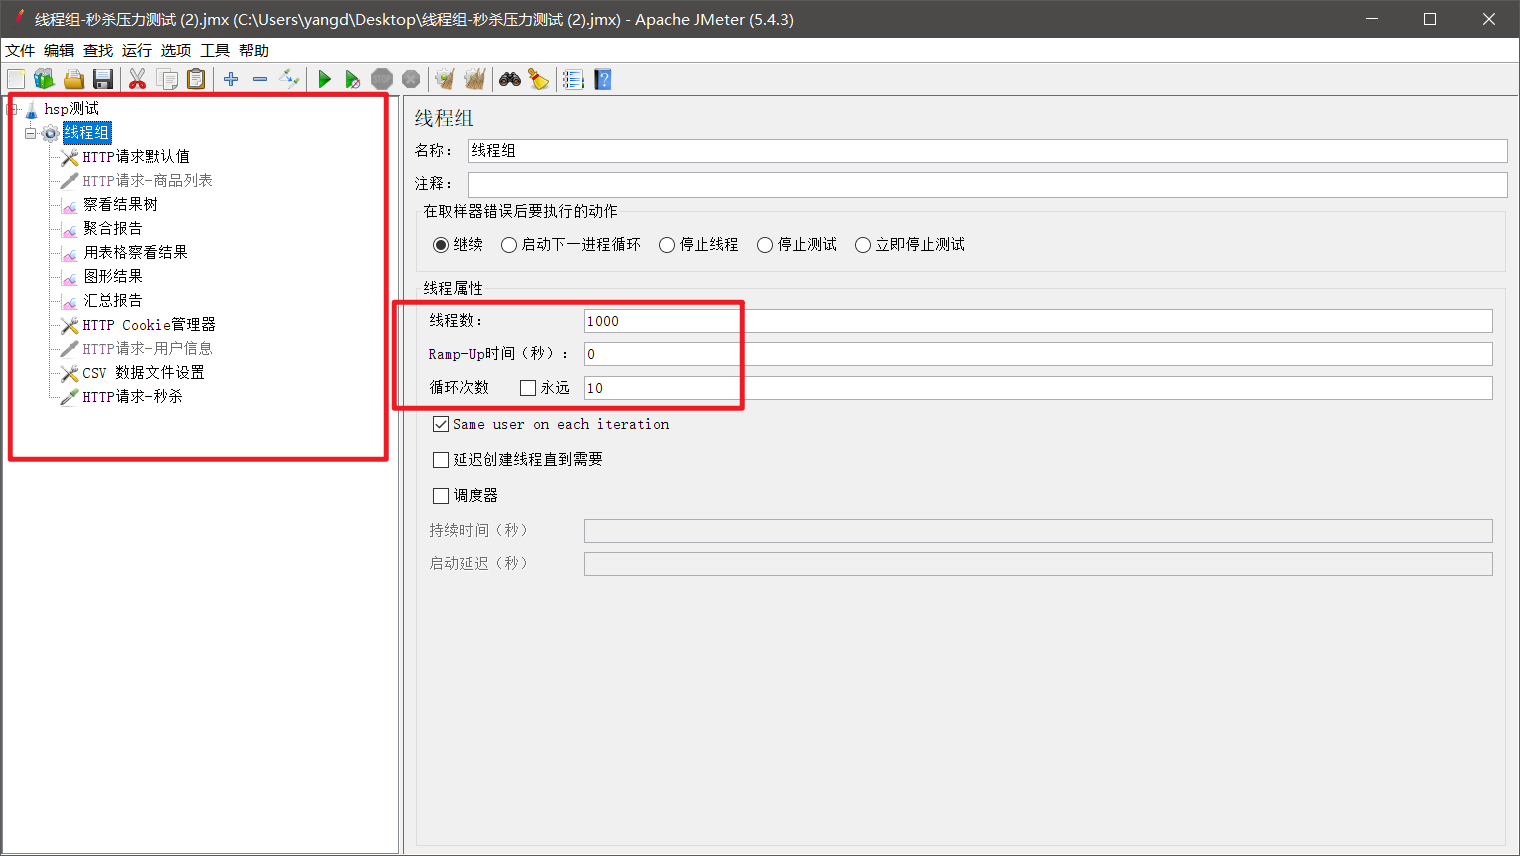 线程组-秒杀压力测试 (2).jmx (C:\Users\yangd\Desktop\线程组-秒杀压力测试 (2).jmx) - Apache JMeter (5.4.3)
文件 编辑 查找 运行 选项 工具 帮助
STOP
hsp测试
线程组
HTTP请求默认值
HTTP请求-商品列表
察看结果树
聚合报告
用表格察看结果
图形结果
汇总报告
HTTP Cookie管理器
HTTP请求-用户信息
CSV 数据文件设置
HTTP请求-秒杀
线程组
名称： 线程组
注释：
在取样器错误后要执行的动作
继续 启动下一进程循环 停止线程 停止测试 立即停止测试
线程属性
线程数： 1000
Ramp-Up时间（秒）： 0
循环次数 永远 10
Same user on each iteration
延迟创建线程直到需要
调度器
持续时间（秒）
启动延迟（秒）